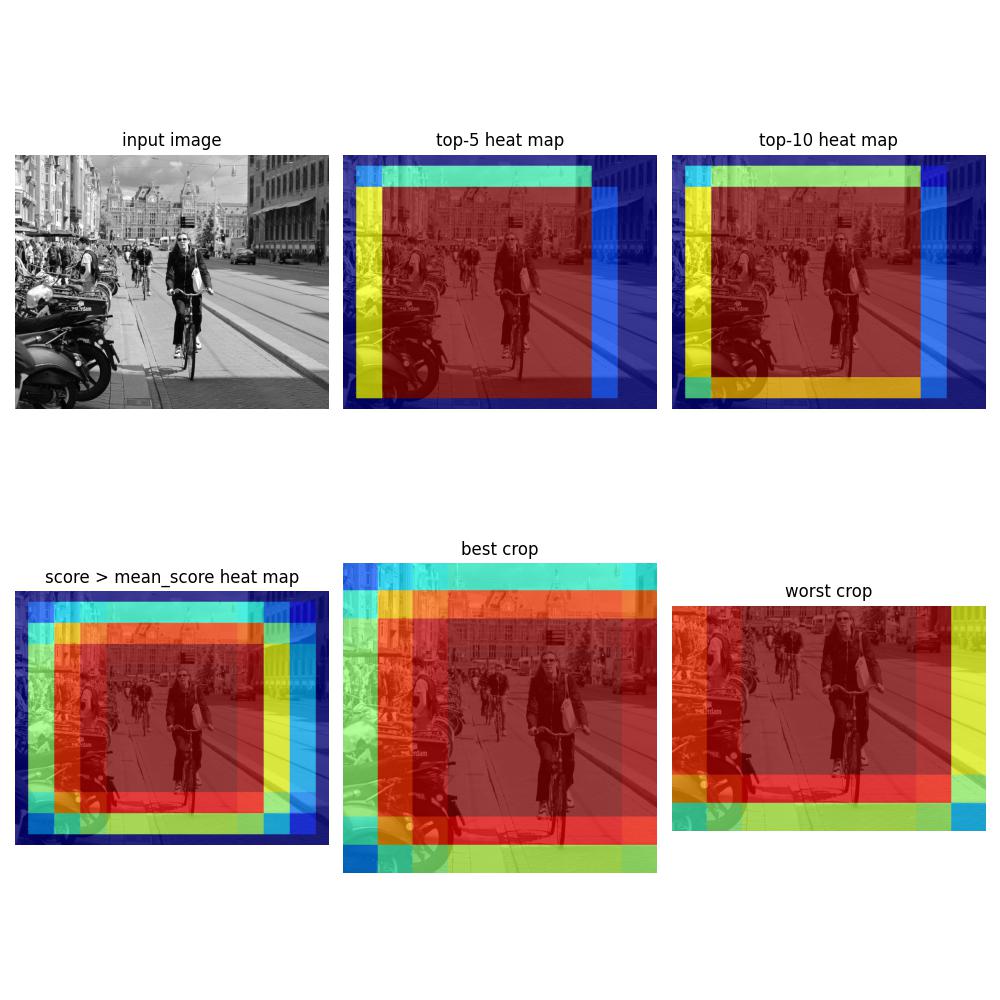 input image
top-5 heat map
top-10 heat map
score > mean_score heat map
best crop
worst crop